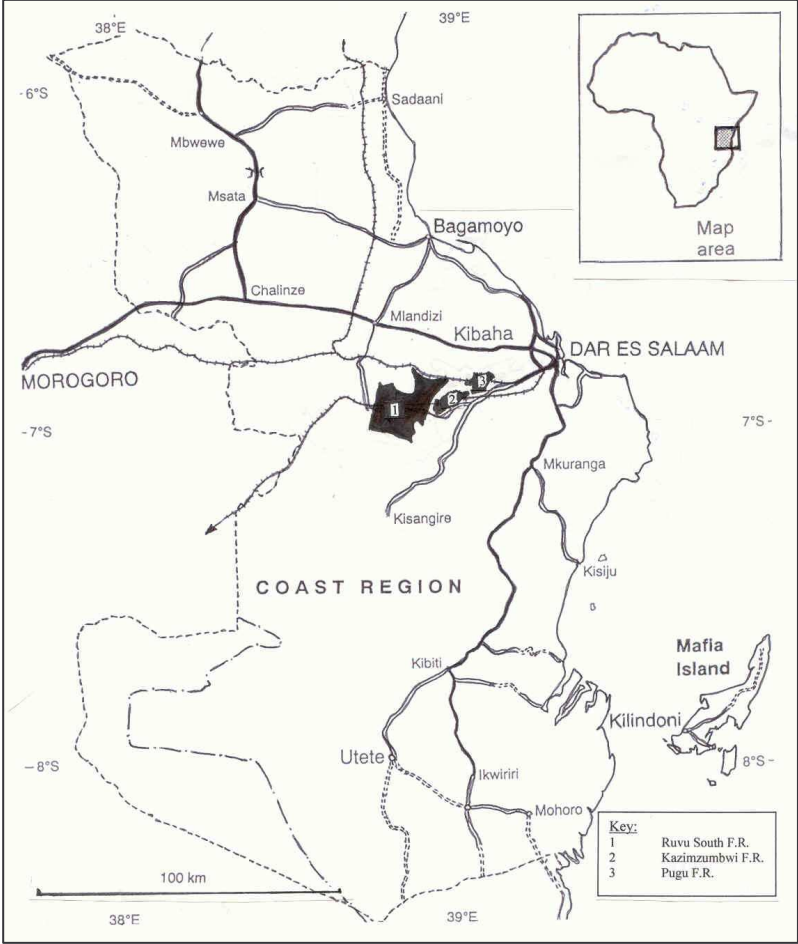 38°E
39°E
-6°S
Sadaani
Mbwewe
Msata
Bagamoyo
Map
area
Chalinze
Mlandizi
Kibaha
DAR ES SALAAM
MOROGORO
3
2
1
-7°S
7°S-
Mkuranga
Kisangire
Kisiju
COAST REGION
Mafia
Island
Kibiti
Kilindoni
Utete
-8°S
8°S-
Ikwiriri
Mohoro
Key:
1 Ruvu South F.R.
2 Kazimzumbwi F.R.
3 Pugu F.R.
100 km
38°E
39°E